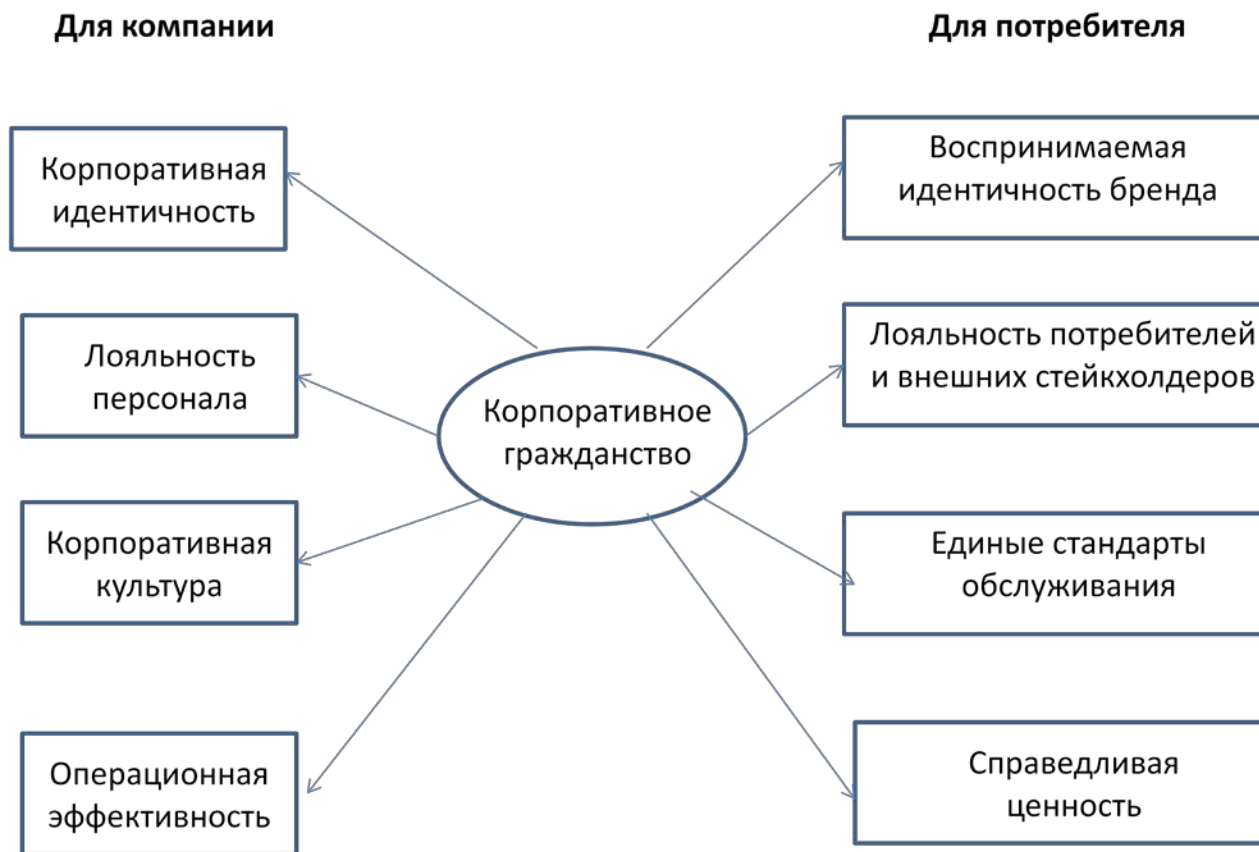 Для компании
Для потребителя
Корпоративная
идентичность
Воспринимаемая
идентичность бренда
Лояльность
персонала
Лояльность потребителей
и внешних стейкхолдеров
Корпоративное
гражданство
Корпоративная
культура
Единые стандарты
обслуживания
Операционная
эффективность
Справедливая
ценность